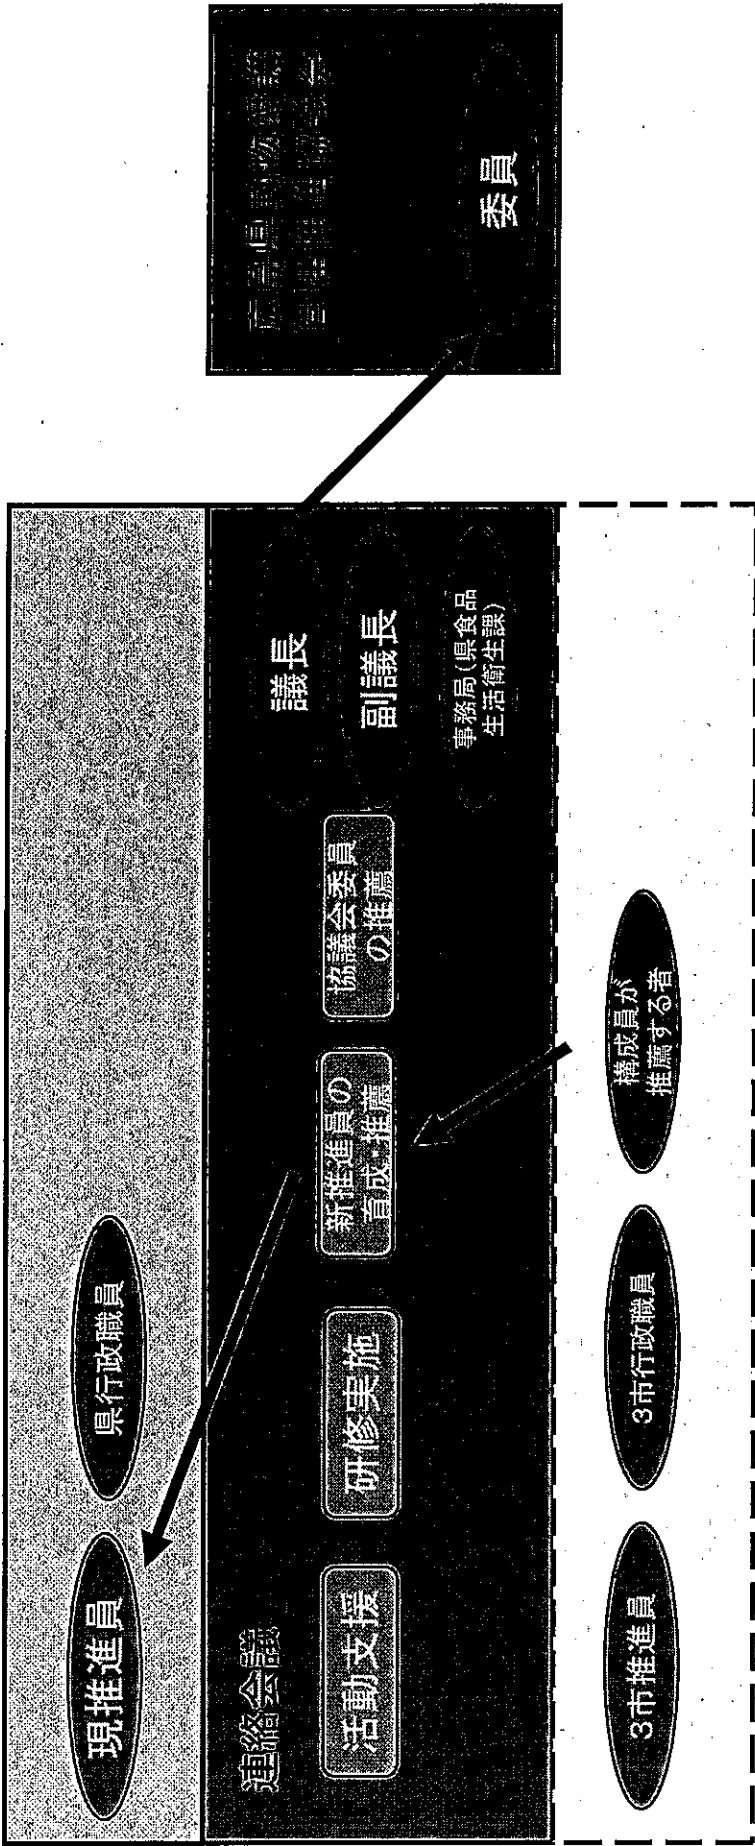 現推進員
県行政職員
連絡会議
活動支援
研修実施
新推進員の
育成・推薦
協議会委員
の推薦
議長
副議長
事務局(県食品
生活衛生課)
3市推進員
3市行政職員
構成員が
推薦する者
委員